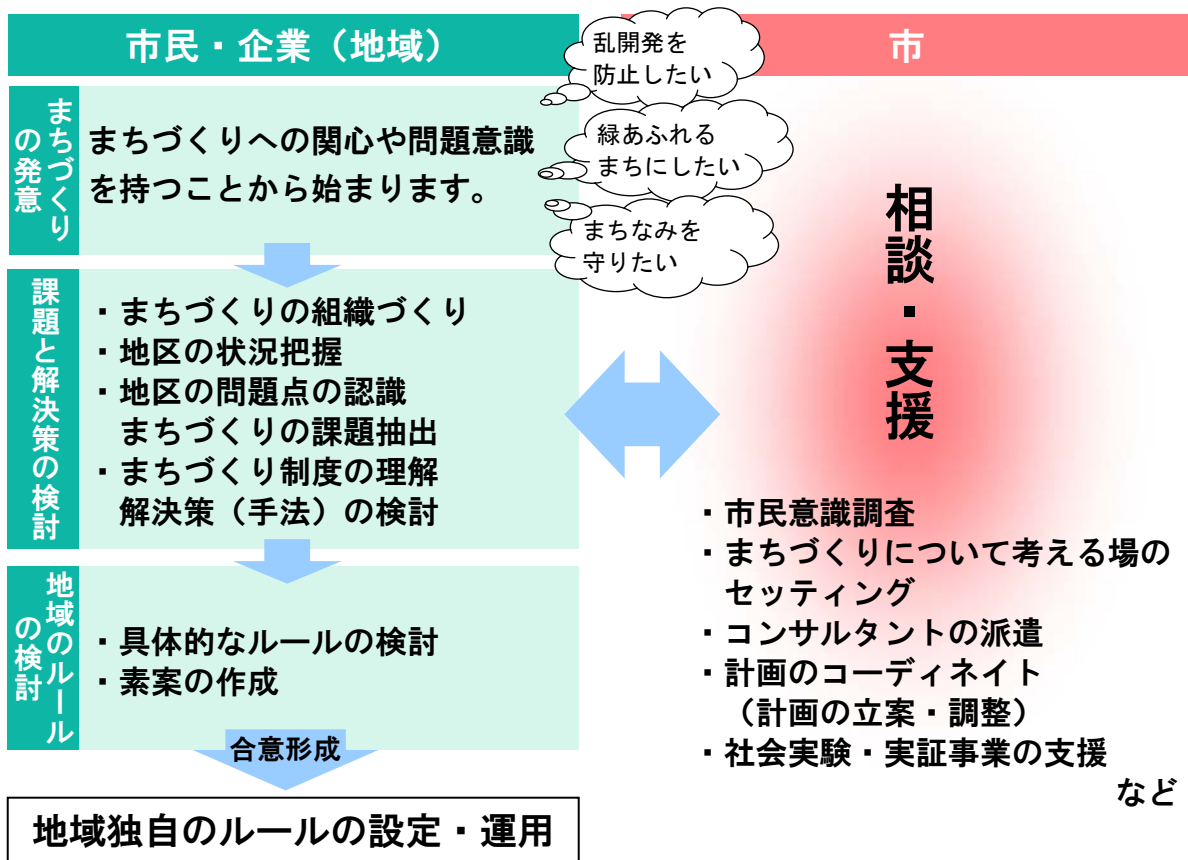 市民・企業（地域）
まちづくり
の発意
まちづくりへの関心や問題意識
を持つことから始まります。
乱開発を
防止したい
緑あふれる
まちにしたい
まちなみを
守りたい
課題と解決策の検討
・まちづくりの組織づくり
・地区の状況把握
・地区の問題点の認識
まちづくりの課題抽出
・まちづくり制度の理解
解決策（手法）の検討
地域のルール
の検討
・具体的なルールの検討
・素案の作成
合意形成
地域独自のルールの設定・運用
市
相談・支援
・市民意識調査
・まちづくりについて考える場の
セッティング
・コンサルタントの派遣
・計画のコーディネイト
（計画の立案・調整）
・社会実験・実証事業の支援
など